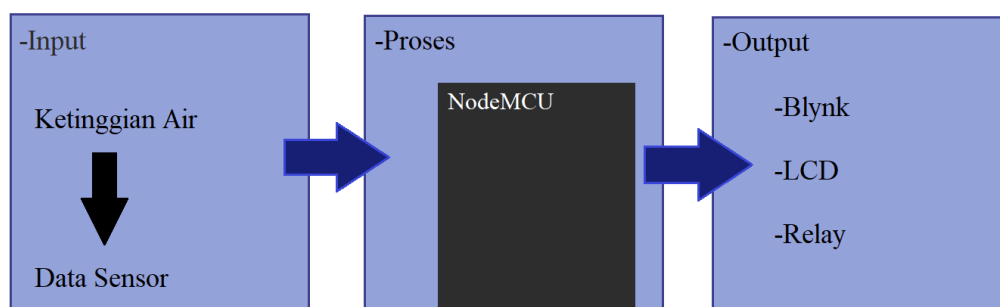 -Input
Ketinggian Air
Data Sensor
-Proses
NodeMCU
-Output
-Blynk
-LCD
-Relay